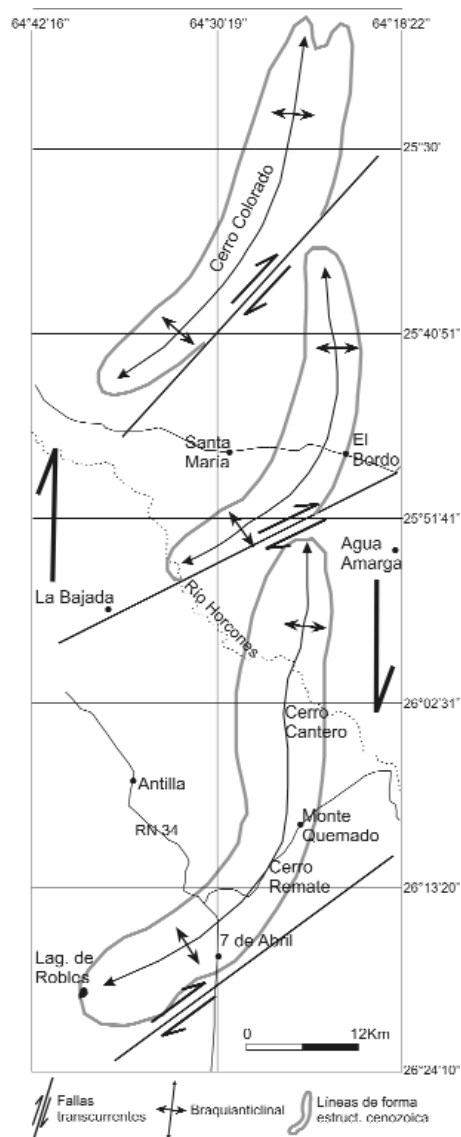 64°42'16'' 64°30'19'' 64°18'22''
25°30'
Cerro Colorado
25°40'51''
Santa
María
El
Bordo
25°51'41''
Agua
Amarga
La Bajada
Río Horcones
26°02'31''
Cerro
Cantero
Antilla
RN 34
Monte
Quemado
Cerro
Remate
26°13'20''
7 de Abril
Lag. de
Robles
0 12Km
26°24'10''
Fallas
transcurrentes
Braquianticlinal
Líneas de forma
estruct. cenozoica